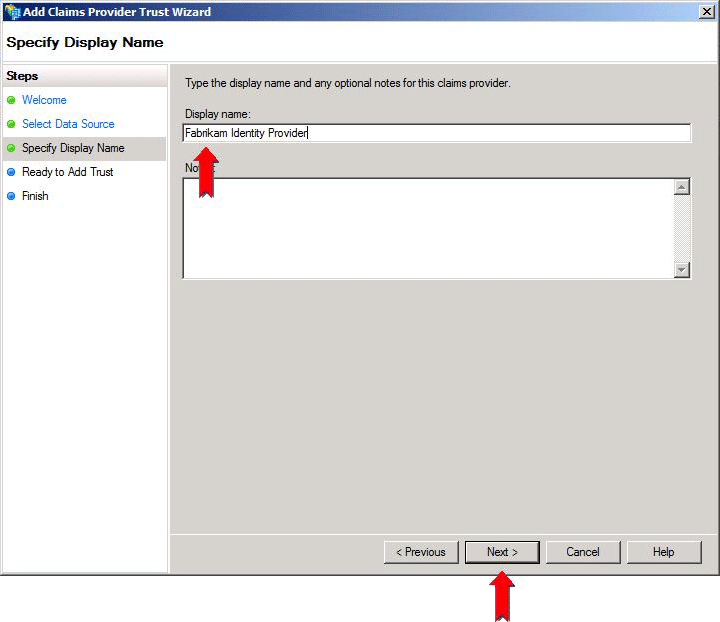 Add Claims Provider Trust Wizard
Specify Display Name
Steps
Welcome
Select Data Source
Specify Display Name
Ready to Add Trust
Finish
Type the display name and any optional notes for this claims provider.
Display name:
Fabrikam Identity Provider
< Previous
Next >
Cancel
Help